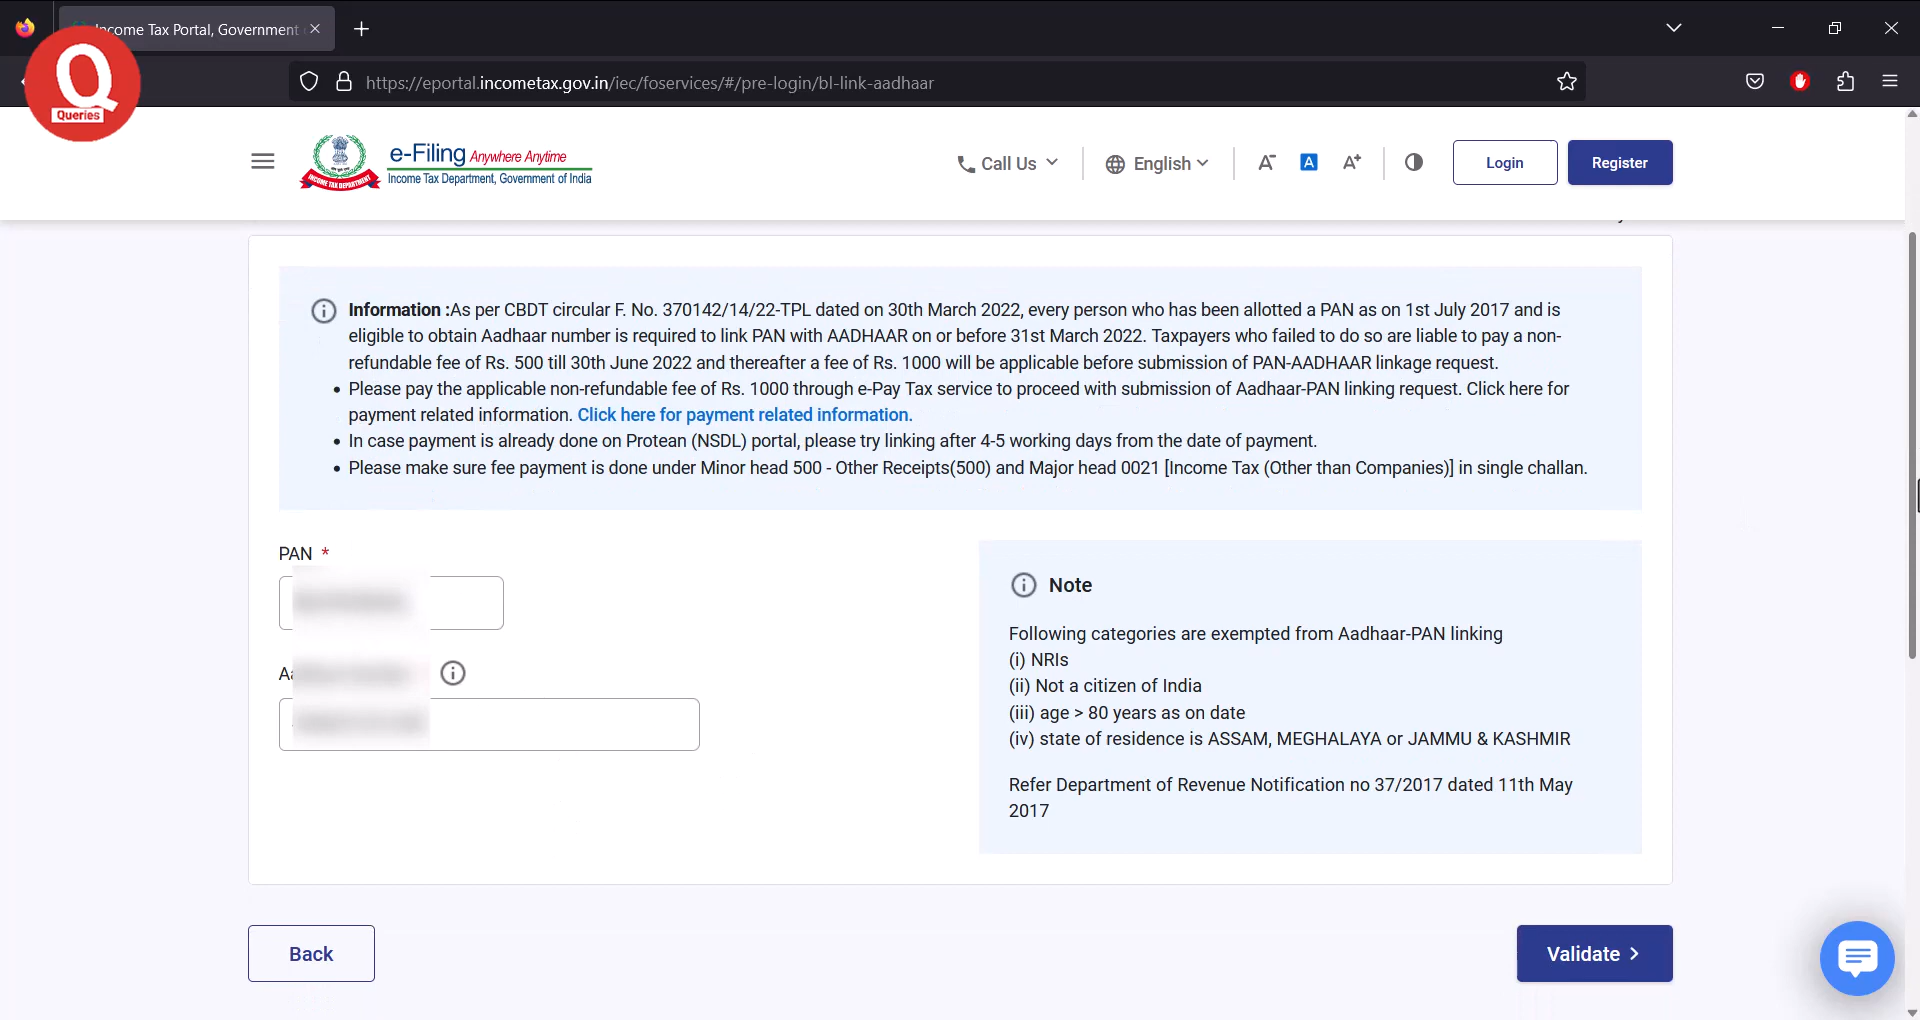 Income Tax Portal, Government
Queries
https://eportal.incometax.gov.in/iec/foservices/#/pre-login/bl-link-aadhaar
e-Filing Anywhere Anytime
Income Tax Department, Government of India
INCOME TAX DEPARTMENT
Call Us
English
A-
A
A+
Login
Register
Information :As per CBDT circular F. No. 370142/14/22-TPL dated on 30th March 2022, every person who has been allotted a PAN as on 1st July 2017 and is
eligible to obtain Aadhaar number is required to link PAN with AADHAAR on or before 31st March 2022. Taxpayers who failed to do so are liable to pay a non-
refundable fee of Rs. 500 till 30th June 2022 and thereafter a fee of Rs. 1000 will be applicable before submission of PAN-AADHAAR linkage request.
• Please pay the applicable non-refundable fee of Rs. 1000 through e-Pay Tax service to proceed with submission of Aadhaar-PAN linking request. Click here for
payment related information. Click here for payment related information.
• In case payment is already done on Protean (NSDL) portal, please try linking after 4-5 working days from the date of payment.
• Please make sure fee payment is done under Minor head 500 - Other Receipts(500) and Major head 0021 [Income Tax (Other than Companies)] in single challan.
PAN *
Note
Following categories are exempted from Aadhaar-PAN linking
(i) NRIs
(ii) Not a citizen of India
(iii) age > 80 years as on date
(iv) state of residence is ASSAM, MEGHALAYA or JAMMU & KASHMIR
Refer Department of Revenue Notification no 37/2017 dated 11th May
2017
Back
Validate >